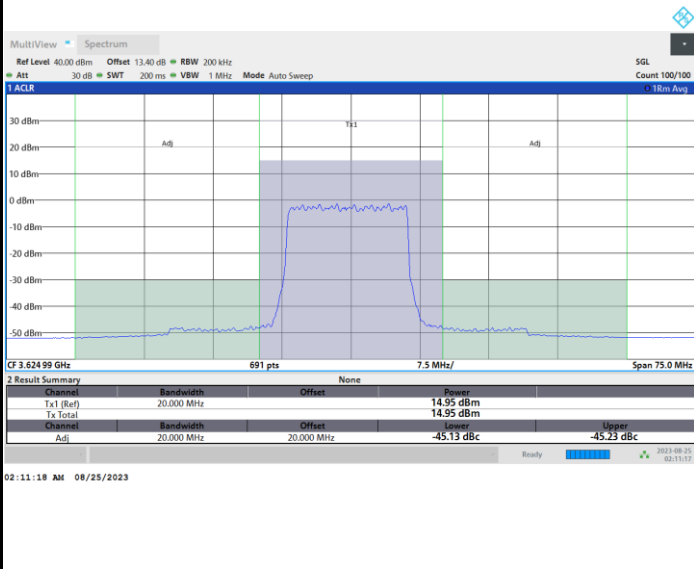 MultiView Spectrum
Ref Level 40.00 dBm Offset 13.40 dB RBW 200 kHz SGL
Att 30 dB SWT 200 ms VBW 1 MHz Mode Auto Sweep Count 100/100
1 ACLR 1Rm Avg
30 dBm
Tx1
20 dBm Adj Adj
10 dBm
0 dBm
-10 dBm
-20 dBm
-30 dBm
-40 dBm
-50 dBm
CF 3.624 99 GHz 691 pts 7.5 MHz/ Span 75.0 MHz
2 Result Summary None
Channel Bandwidth Offset Power
Tx1 (Ref) 20.000 MHz 14.95 dBm
Tx Total 14.95 dBm
Channel Bandwidth Offset Lower Upper
Adj 20.000 MHz 20.000 MHz -45.13 dBc -45.23 dBc
Ready 2023-08-25
02:11:17
02:11:18 AM 08/25/2023